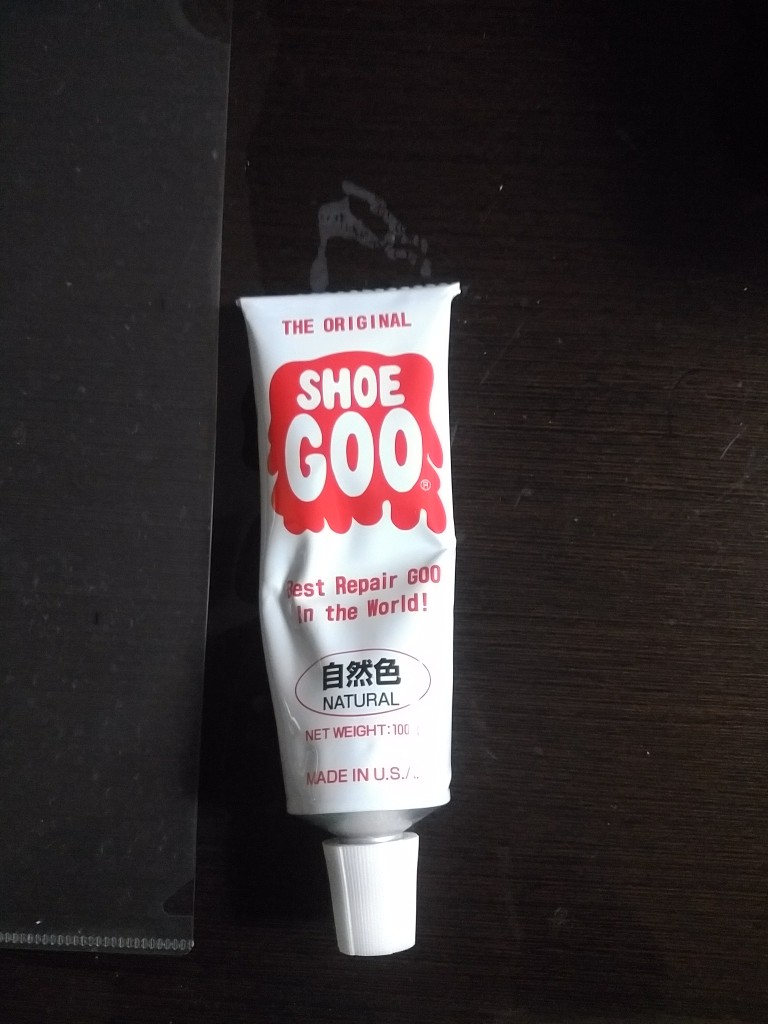 THE ORIGINAL
SHOE
GOO®
Best Repair GOO
In the World!
自然色
NATURAL
NET WEIGHT:100
MADE IN U.S.